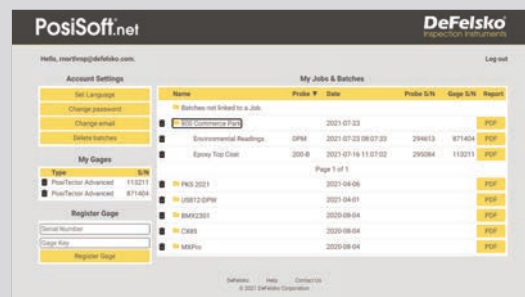 PosiSoft.net
DeFelsko
Inspection Instruments
Hello, mnorthrop@defelsko.com.
Log out
Account Settings
Set Language
Change password
Change email
Delete batches
My Gages
Type S/N
PosiTector Advanced 113211
PosiTector Advanced 871404
Register Gage
Serial Number
Gage Key
Register Gage
My Jobs & Batches
Name Probe ▼ Date Probe S/N Gage S/N Report
Batches not linked to a Job
800 Commerce Park 2021-07-23 PDF
Environmental Readings DPM 2021-07-23 08:07:33 294613 871404 PDF
Epoxy Top Coat 200-B 2021-07-16 11:07:02 295084 113211 PDF
Page 1 of 1
PKS 2021 2021-04-06 PDF
US812-DPW 2021-04-01 PDF
BMX2301 2020-08-04 PDF
CX85 2020-08-04 PDF
MXPro 2020-08-04 PDF
DeFelsko Help Contact Us
© 2021 DeFelsko Corporation